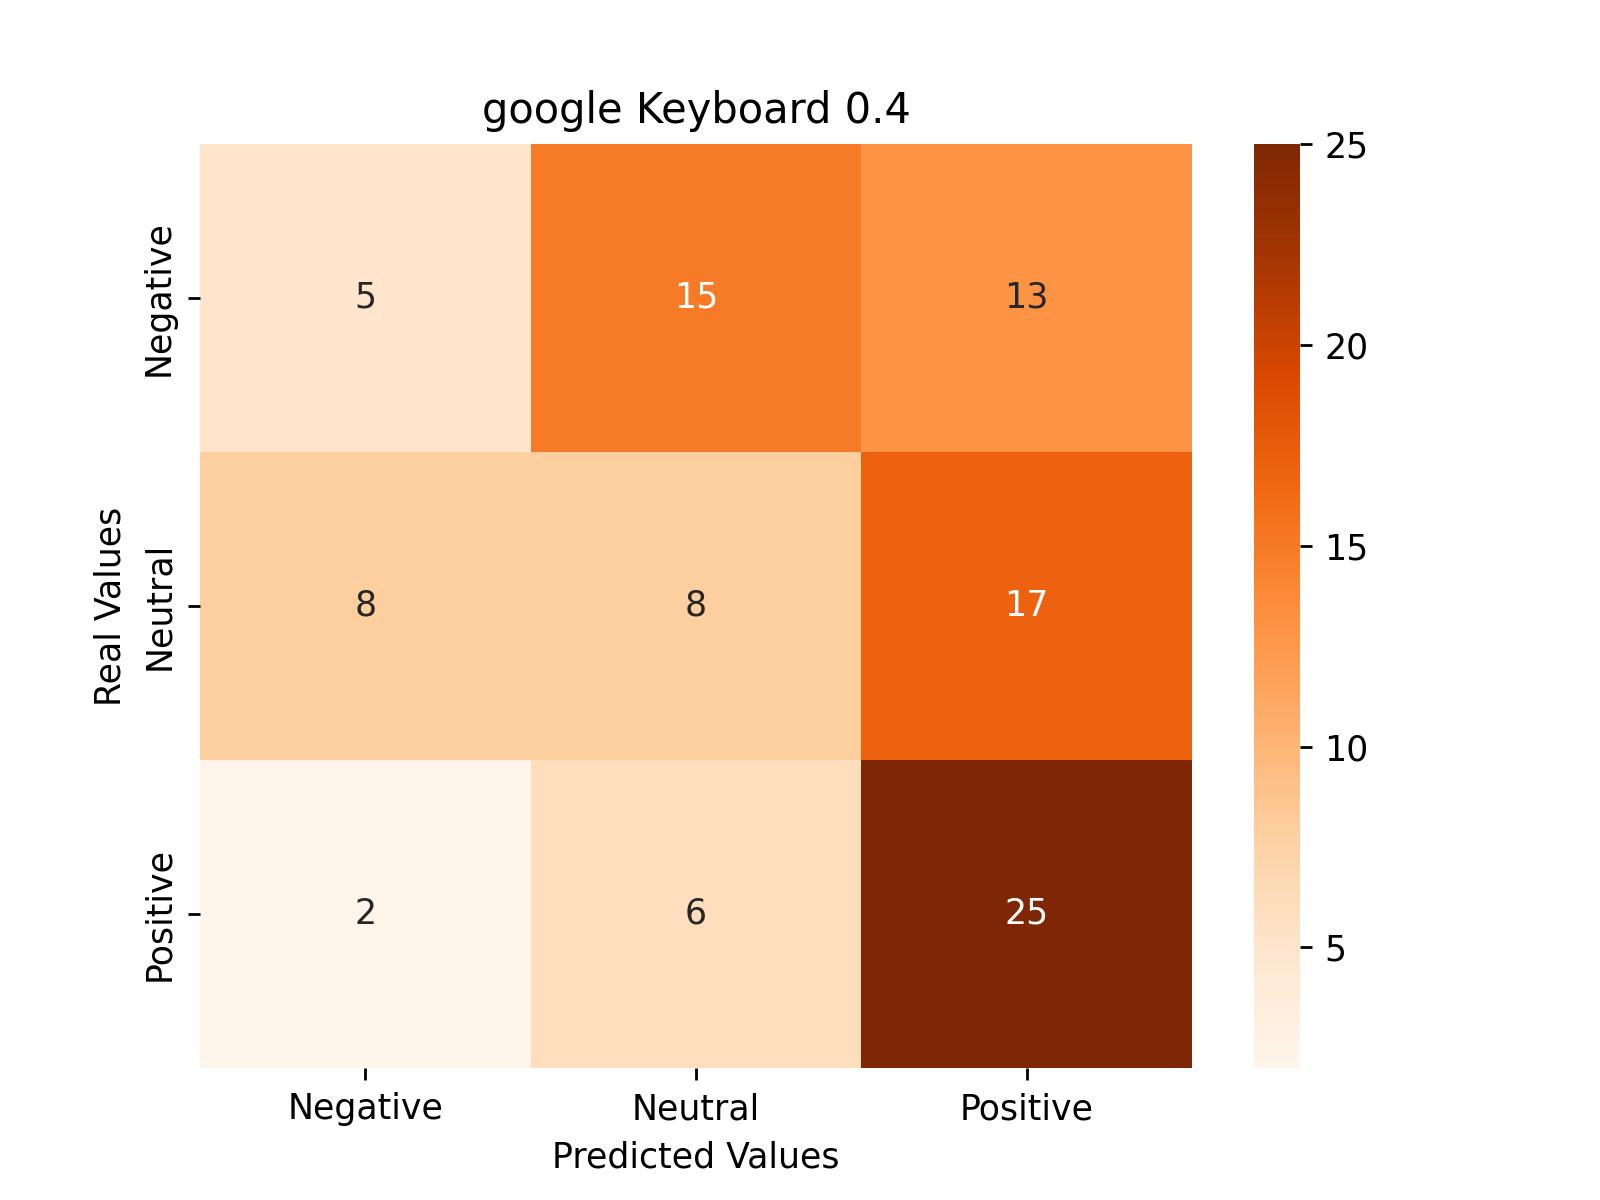 google Keyboard 0.4
Real Values
Negative
5 15 13
Neutral
8 8 17
Positive
2 6 25
Negative Neutral Positive
Predicted Values
25
20
15
10
5